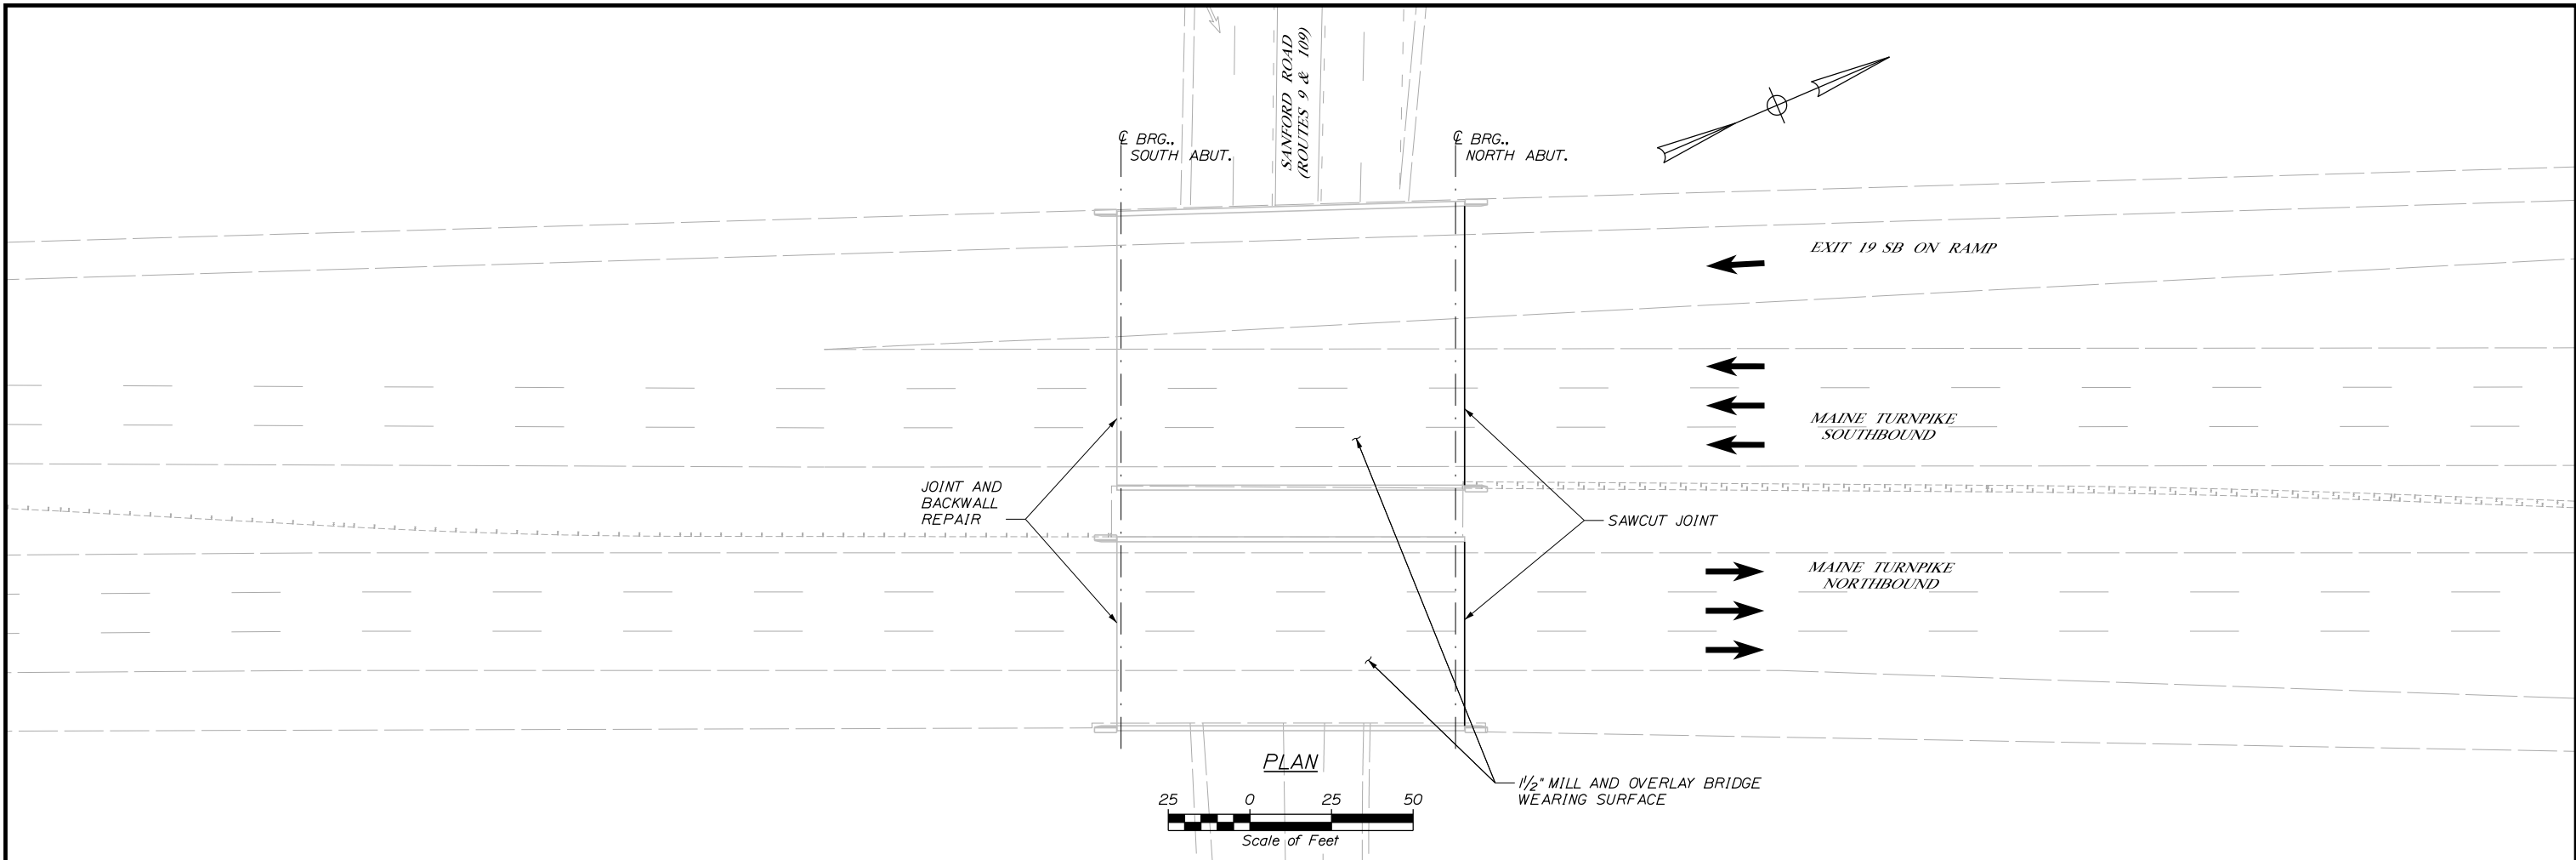 SANFORD ROAD
(ROUTES 9 & 109)
℄ BRG.,
SOUTH ABUT.
℄ BRG.,
NORTH ABUT.
EXIT 19 SB ON RAMP
MAINE TURNPIKE
SOUTHBOUND
JOINT AND
BACKWALL
REPAIR
SAWCUT JOINT
MAINE TURNPIKE
NORTHBOUND
PLAN
1½" MILL AND OVERLAY BRIDGE
WEARING SURFACE
25 0 25 50
Scale of Feet